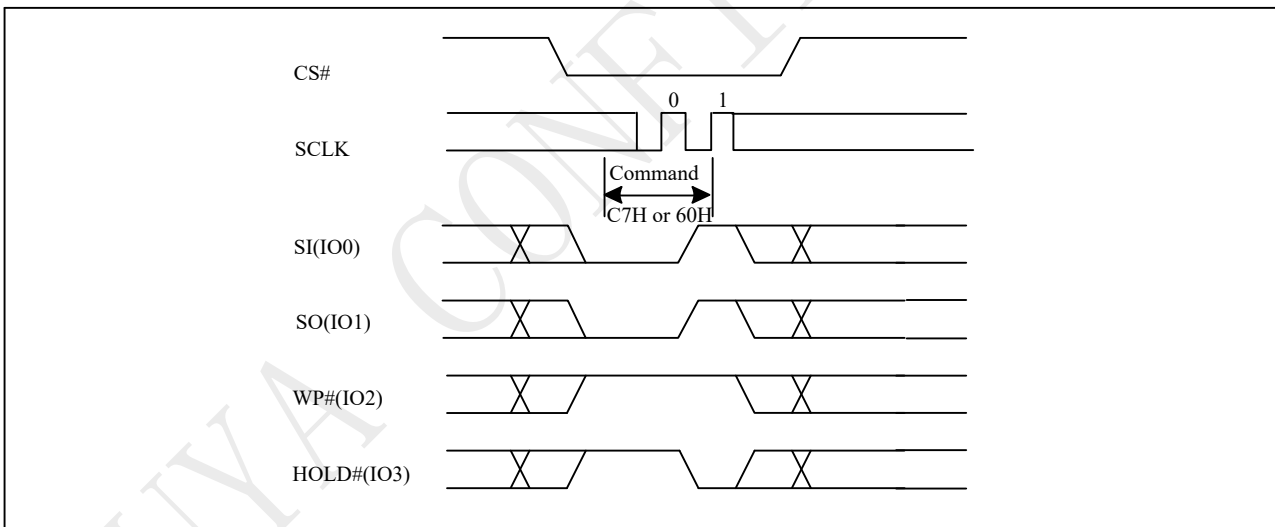 CS#
0 1
SCLK
Command
C7H or 60H
SI(IO0)
SO(IO1)
WP#(IO2)
HOLD#(IO3)